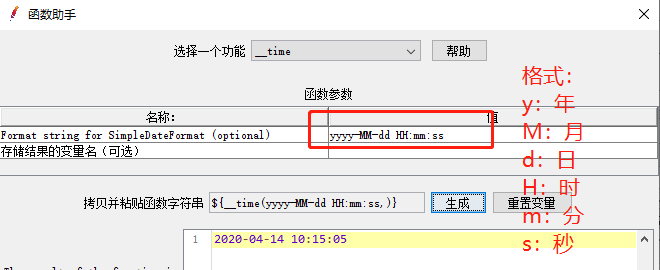 函数助手
选择一个功能 __time 帮助
函数参数
名称: 值
Format string for SimpleDateFormat (optional) yyyy-MM-dd HH:mm:ss
存储结果的变量名（可选）
拷贝并粘贴函数字符串 ${__time(yyyy-MM-dd HH:mm:ss,)} 生成 重置变量
1 2020-04-14 10:15:05
格式：
y：年
M：月
d：日
H：时
m：分
s：秒